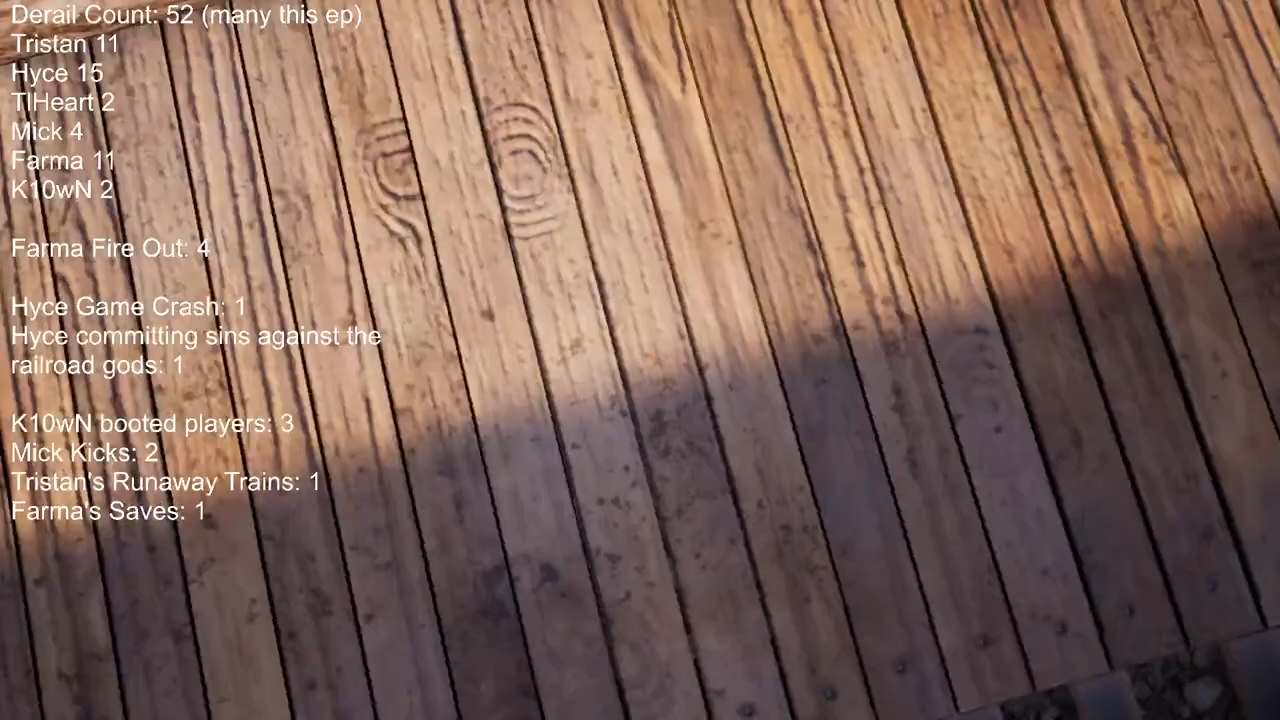 Derail Count: 52 (many this ep)
Tristan 11
Hyce 15
TlHeart 2
Mick 4
Farma 11
K10wN 2
Farma Fire Out: 4
Hyce Game Crash: 1
Hyce committing sins against the
railroad gods: 1
K10wN booted players: 3
Mick Kicks: 2
Tristan's Runaway Trains: 1
Farma's Saves: 1